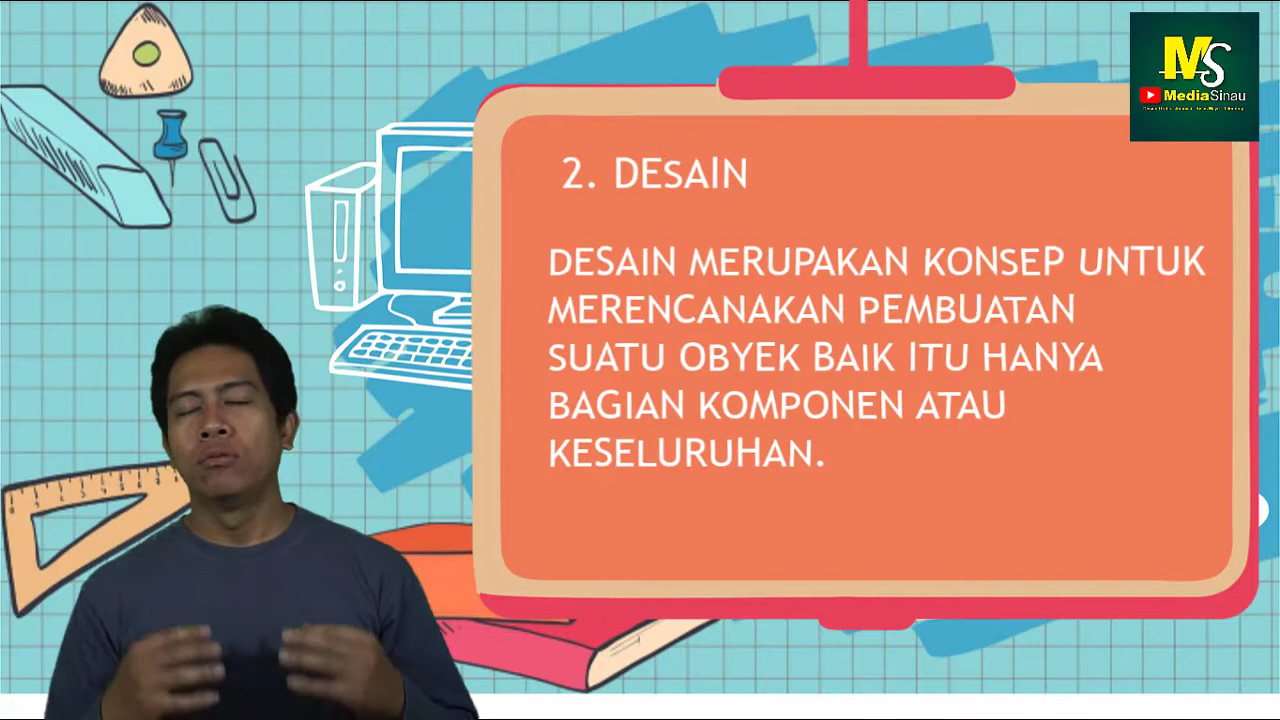 MS
MediaSinau
2. DESAIN
DESAIN MERUPAKAN KONSEP UNTUK
MERENCANAKAN PEMBUATAN
SUATU OBYEK BAIK ITU HANYA
BAGIAN KOMPONEN ATAU
KESELURUHAN.